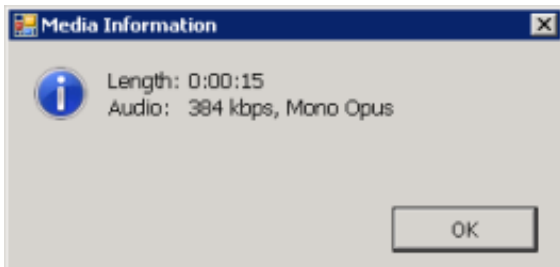 Media Information
Length: 0:00:15
Audio: 384 kbps, Mono Opus
OK